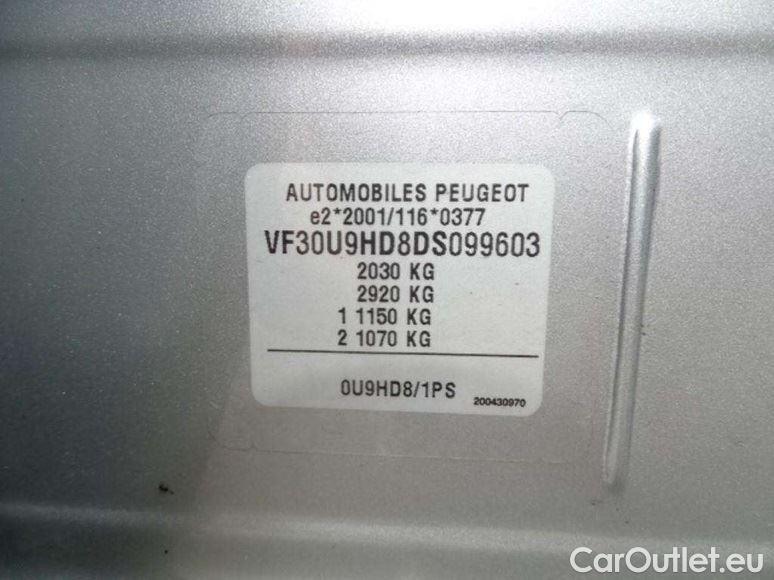 AUTOMOBILES PEUGEOT
e2*2001/116*0377
VF30U9HD8DS099603
2030 KG
2920 KG
1 1150 KG
2 1070 KG
0U9HD8/1PS
200430970
CarOutlet.eu